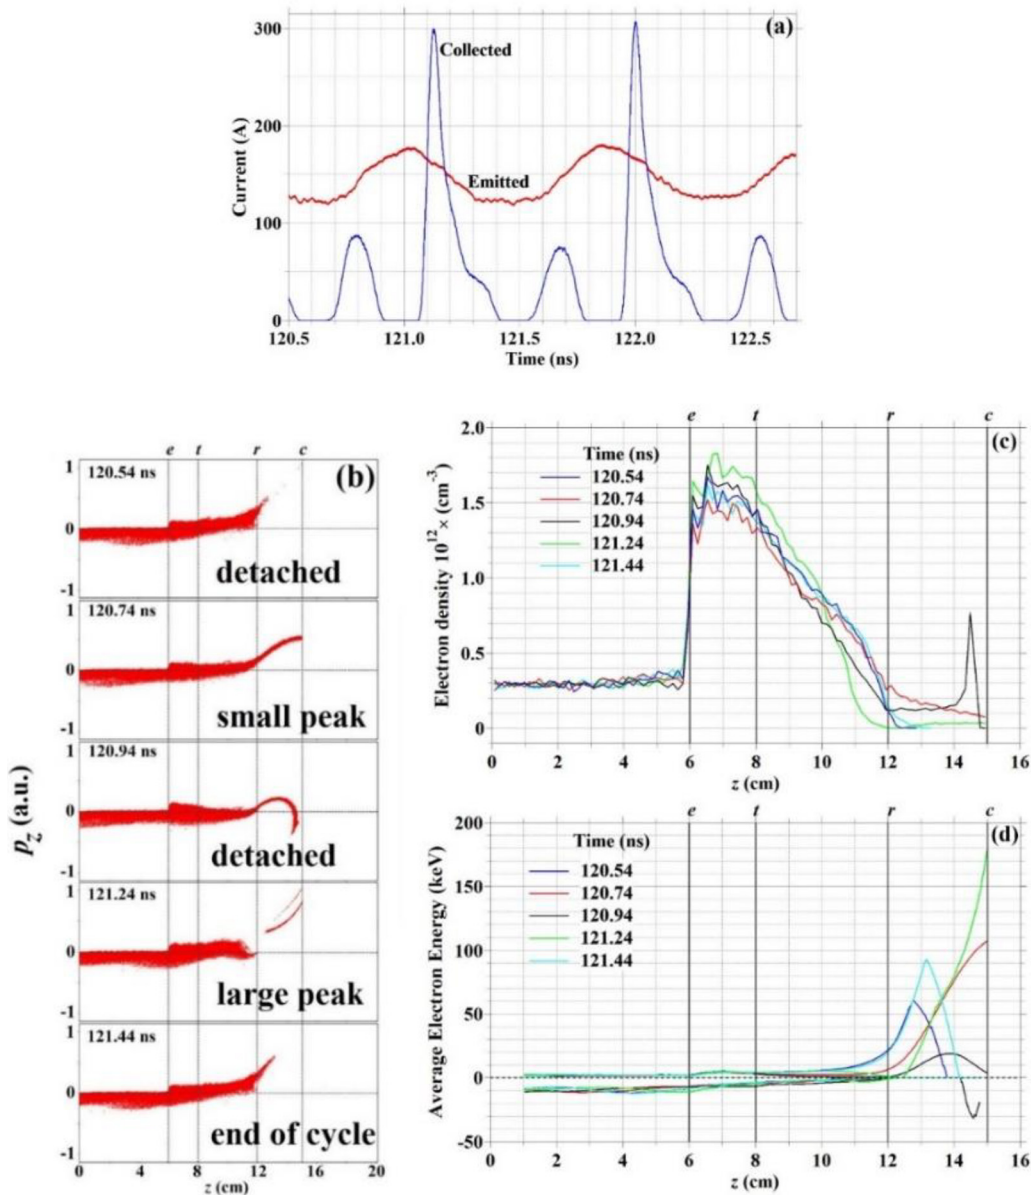 (a)
300
Collected
Current (A)
200
Emitted
100
0
120.5 121.0 121.5 122.0 122.5
Time (ns)
e t r c
(b)
1
120.54 ns
0
detached
-1
1
120.74 ns
0
small peak
-1
1
120.94 ns
0
detached
-1
1
121.24 ns
0
large peak
-1
1
121.44 ns
0
end of cycle
-1
0 4 8 12 16 20
z (cm)
p_z (a.u.)
e t r c
2.0
(c)
Time (ns)
120.54
120.74
120.94
121.24
121.44
1.5
1.0
0.5
0
Electron density 10¹²× (cm⁻³)
0 2 4 6 8 10 12 14 16
z (cm)
e t r c
200
(d)
Time (ns)
120.54
120.74
120.94
121.24
121.44
150
100
50
0
-50
Average Electron Energy (keV)
0 2 4 6 8 10 12 14 16
z (cm)